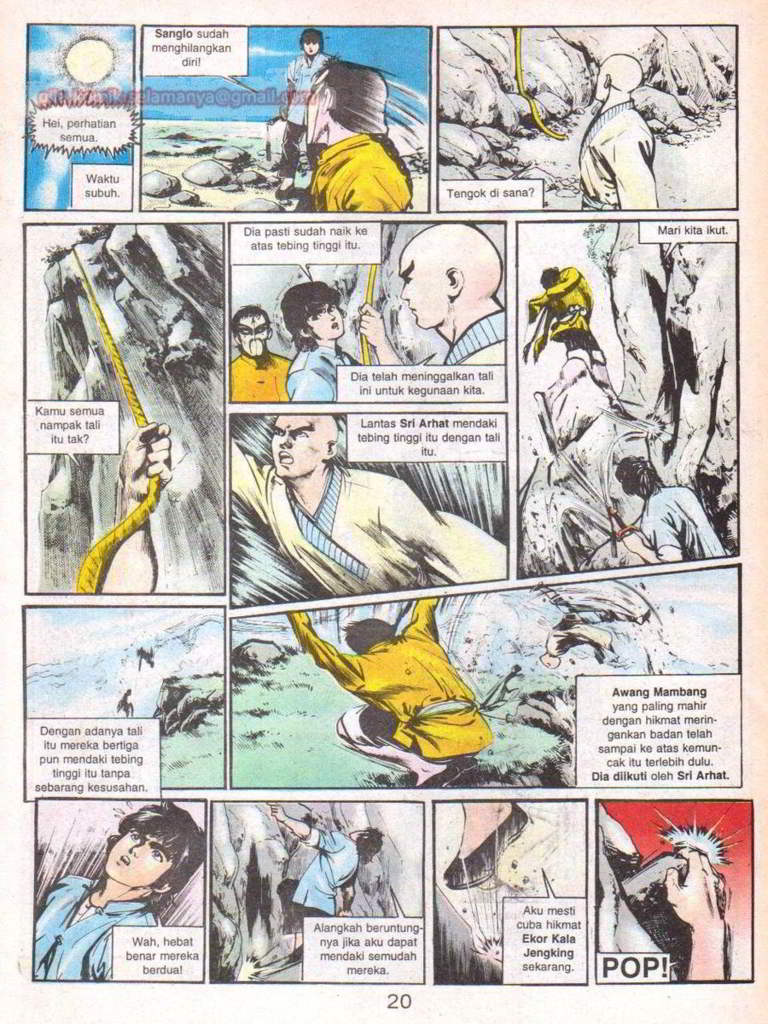 Hei, perhatian
semua.
Waktu
subuh.
Sanglo sudah
menghilangkan
diri!
Tengok di sana?
Kamu semua
nampak tali
itu tak?
Dia pasti sudah naik ke
atas tebing tinggi itu.
Dia telah meninggalkan tali
ini untuk kegunaan kita.
Lantas Sri Arhat mendaki
tebing tinggi itu dengan tali
itu.
Mari kita ikut.
Dengan adanya tali
itu mereka bertiga
pun mendaki tebing
tinggi itu tanpa
sebarang kesusahan.
Awang Mambang
yang paling mahir
dengan hikmat merin-
gankan badan telah
sampai ke atas kemun-
cak itu terlebih dulu.
Dia diikuti oleh Sri Arhat.
Wah, hebat
benar mereka
berdua!
Alangkah beruntung-
nya jika aku dapat
mendaki semudah
mereka.
Aku mesti
cuba hikmat
Ekor Kala
Jengking
sekarang.
POP!
20